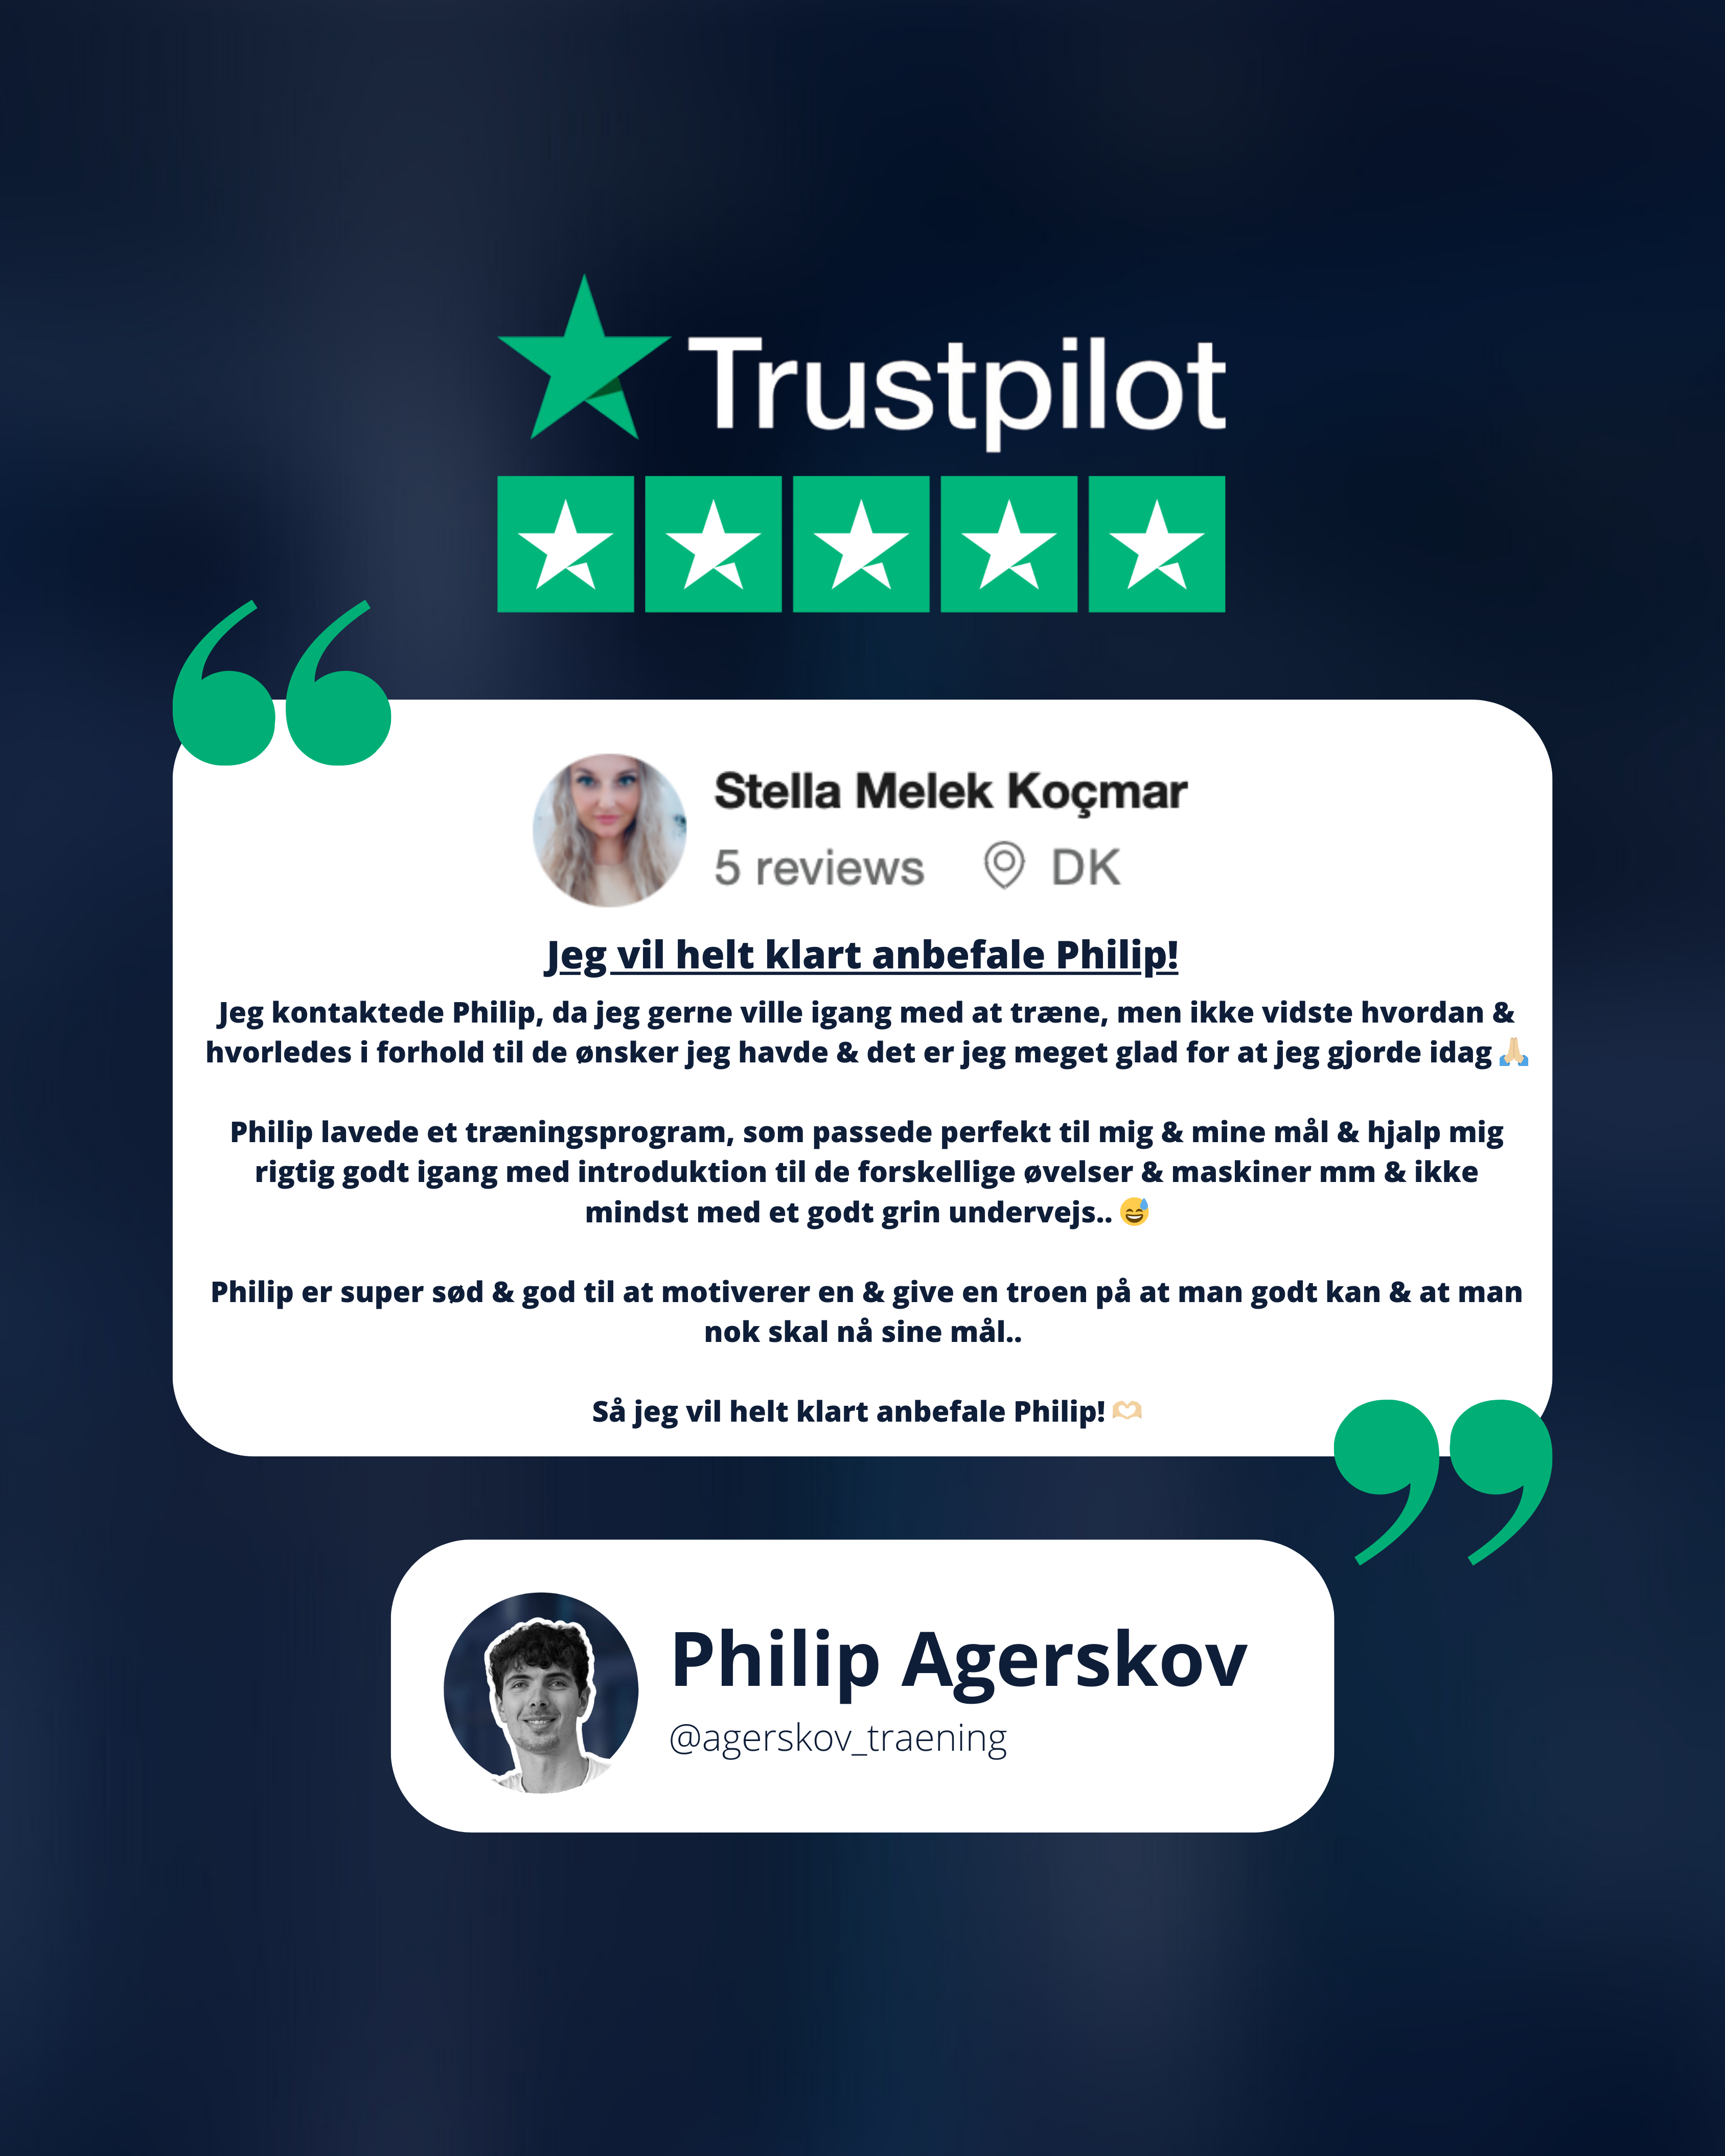 Trustpilot
Stella Melek Koçmar
5 reviews DK
Jeg vil helt klart anbefale Philip!
Jeg kontaktede Philip, da jeg gerne ville igang med at træne, men ikke vidste hvordan &
hvorledes i forhold til de ønsker jeg havde & det er jeg meget glad for at jeg gjorde idag 🙏🏼
Philip lavede et træningsprogram, som passede perfekt til mig & mine mål & hjalp mig
rigtig godt igang med introduktion til de forskellige øvelser & maskiner mm & ikke
mindst med et godt grin undervejs.. 😅
Philip er super sød & god til at motiverer en & give en troen på at man godt kan & at man
nok skal nå sine mål..
Så jeg vil helt klart anbefale Philip! 🫶🏼
Philip Agerskov
@agerskov_traening